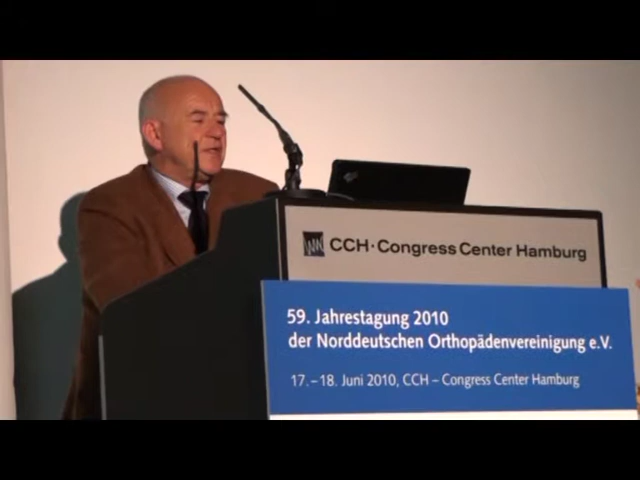 CCH·Congress Center Hamburg
59. Jahrestagung 2010
der Norddeutschen Orthopädenvereinigung e.V.
17.–18. Juni 2010, CCH – Congress Center Hamburg